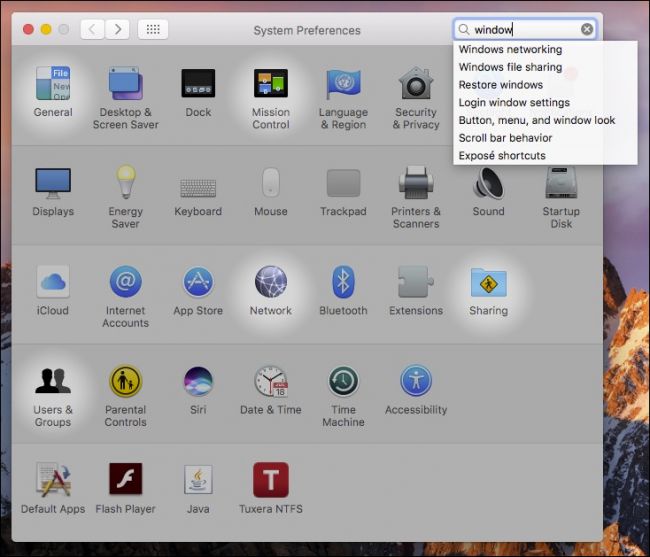 System Preferences
window
Windows networking
Windows file sharing
Restore windows
Login window settings
Button, menu, and window look
Scroll bar behavior
Exposé shortcuts
File
New
Ope
General
Desktop &
Screen Saver
Dock
Mission
Control
Language
& Region
Security
& Privacy
Displays
Energy
Saver
Keyboard
Mouse
Trackpad
Printers &
Scanners
Sound
Startup
Disk
iCloud
@
Internet
Accounts
App Store
Network
Bluetooth
Extensions
Sharing
Users &
Groups
Parental
Controls
Siri
JUL
18
Date & Time
Time
Machine
Accessibility
Default Apps
Flash Player
Java
T
Tuxera NTFS